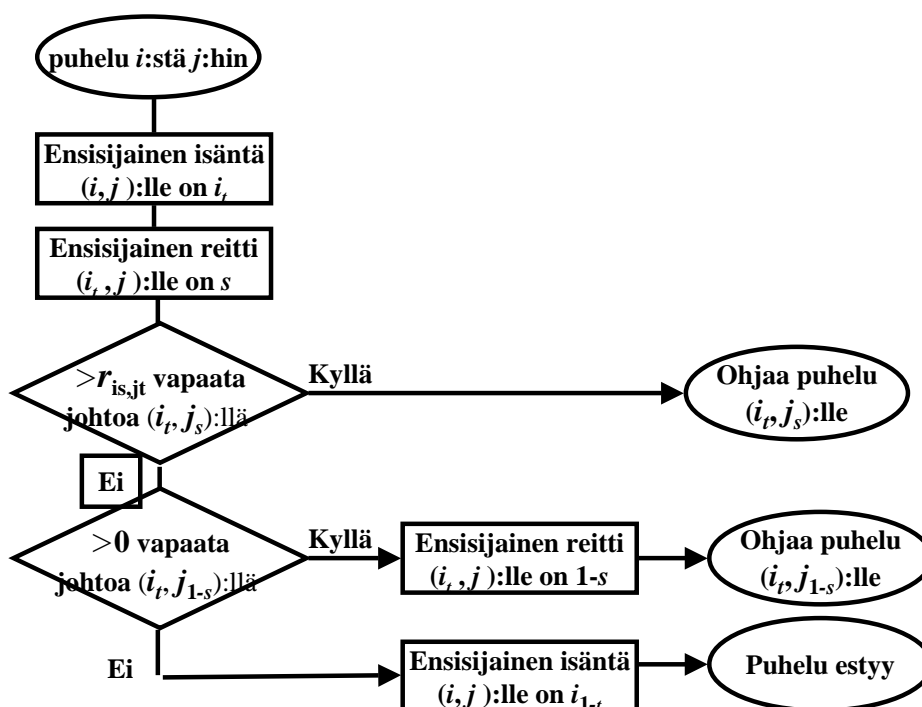 puhelu i:stä j:hin
Ensisijainen isäntä
(i, j ):lle on iₜ
Ensisijainen reitti
(iₜ , j ):lle on s
>r_is,jt vapaata
johtoa (iₜ, jₛ):llä
Kyllä
Ohjaa puhelu
(iₜ, jₛ):lle
Ei
>0 vapaata
johtoa (iₜ, j₁₋ₛ):llä
Kyllä
Ensisijainen reitti
(iₜ , j ):lle on 1-s
Ohjaa puhelu
(iₜ, j₁₋ₛ):lle
Ei
Ensisijainen isäntä
(i, j ):lle on i₁₋ₜ
Puhelu estyy